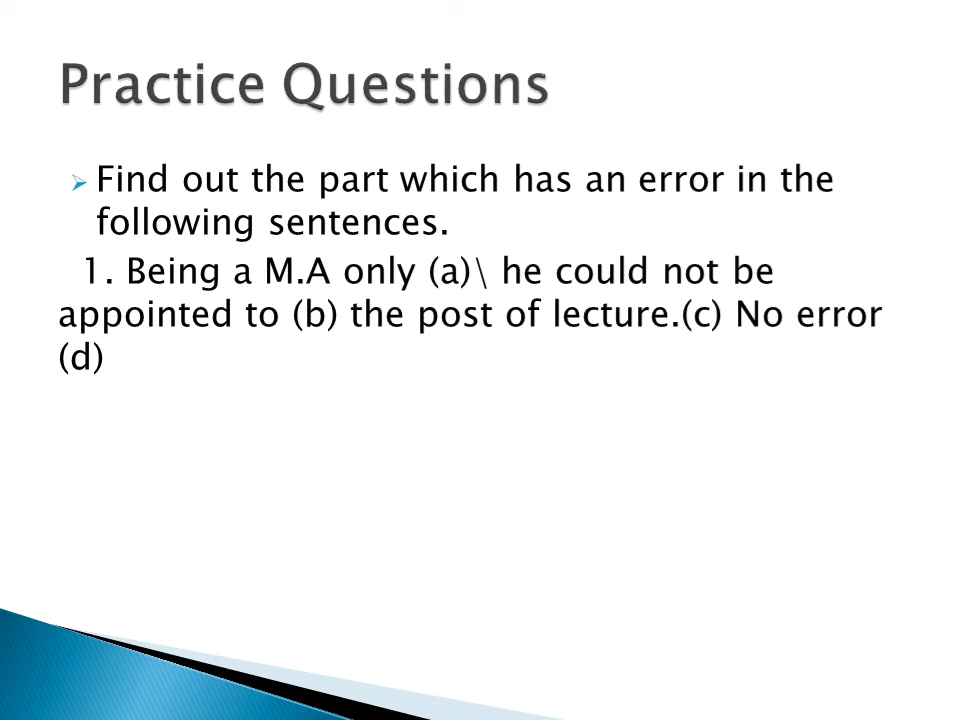 Practice Questions
Find out the part which has an error in the
following sentences.
1. Being a M.A only (a)\ he could not be
appointed to (b) the post of lecture.(c) No error
(d)